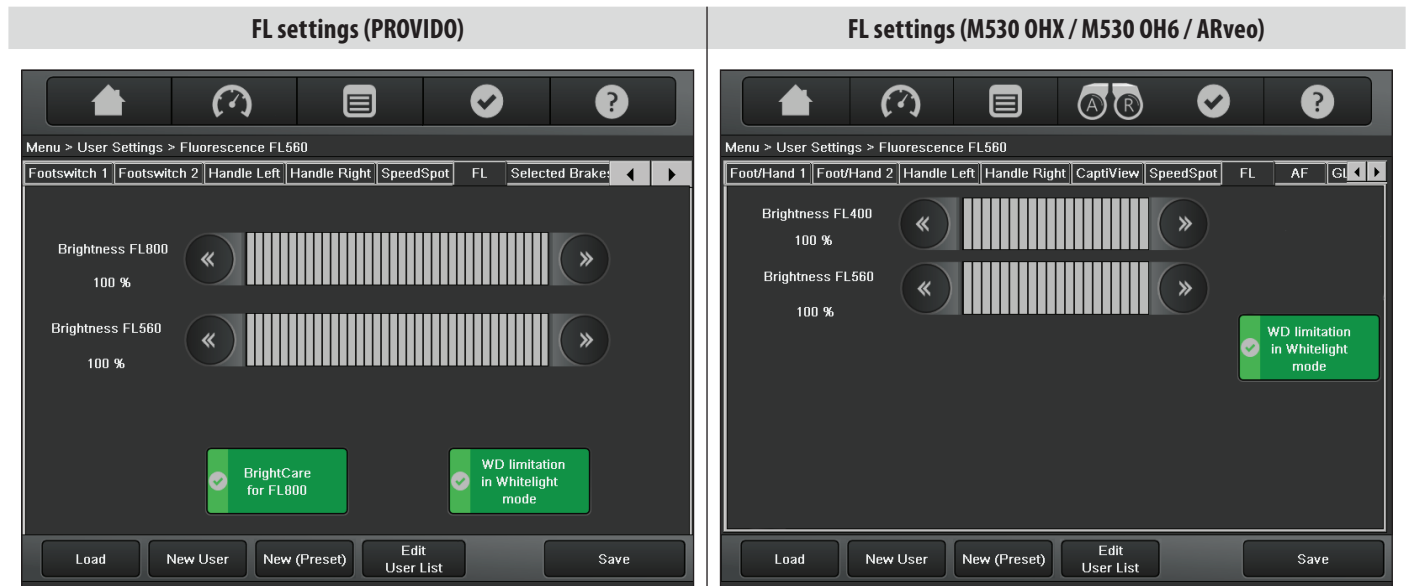 FL settings (PROVIDO)
Menu > User Settings > Fluorescence FL560
Footswitch 1 Footswitch 2 Handle Left Handle Right SpeedSpot FL Selected Brake
Brightness FL800
100 %
Brightness FL560
100 %
BrightCare
for FL800
WD limitation
in Whitelight
mode
Load New User New (Preset) Edit
User List
Save
FL settings (M530 OHX / M530 OH6 / ARveo)
A R
?
Menu > User Settings > Fluorescence FL560
Foot/Hand 1 Foot/Hand 2 Handle Left Handle Right CaptiView SpeedSpot FL AF GL
Brightness FL400
100 %
Brightness FL560
100 %
WD limitation
in Whitelight
mode
Load New User New (Preset) Edit
User List
Save